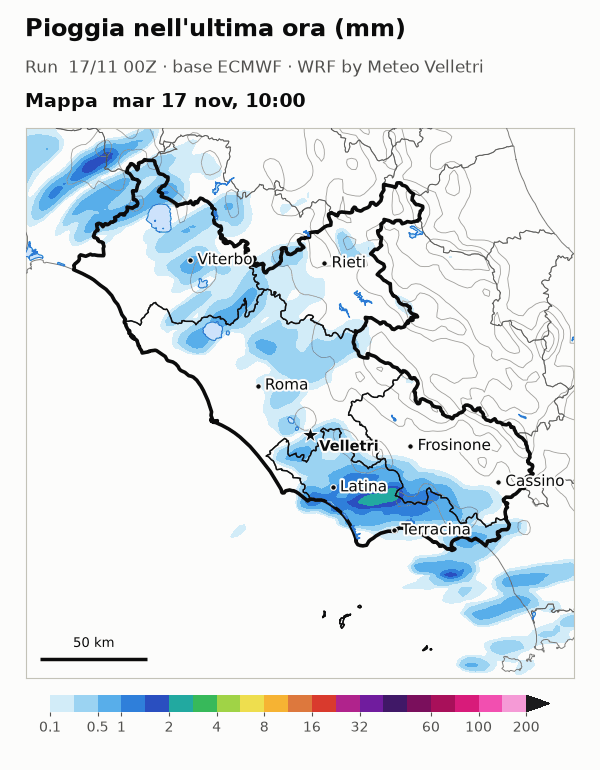 Pioggia nell'ultima ora (mm)
Run  17/11 00Z · base ECMWF · WRF by Meteo Velletri
Mappa  mar 17 nov, 10:00
Viterbo
Rieti
Roma
Velletri
Frosinone
Latina
Cassino
Terracina
50 km
0.1 0.5 1 2 4 8 16 32 60 100 200